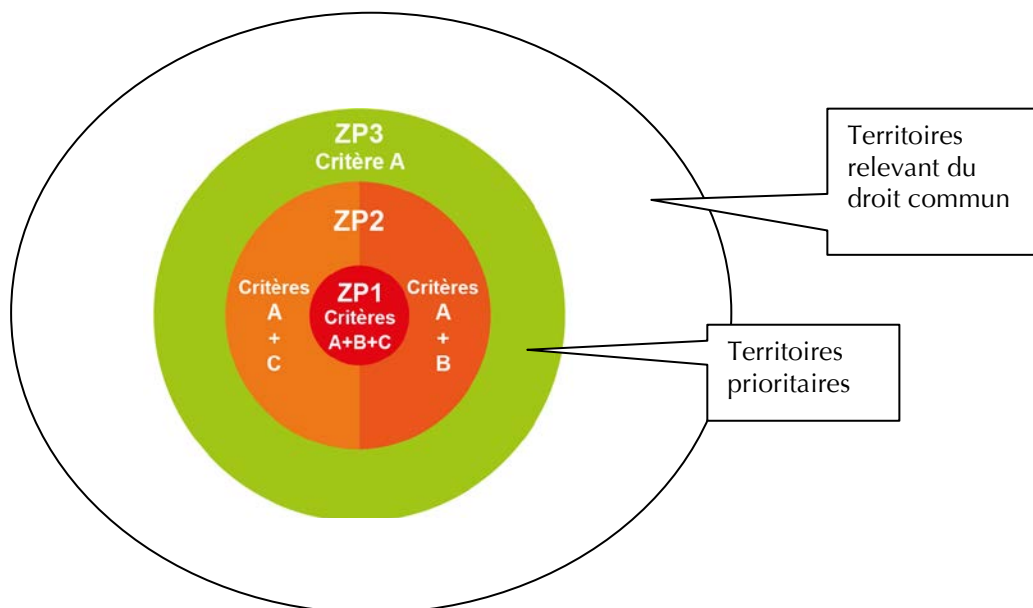 ZP3
Critère A
ZP2
Critères
A
+
C
ZP1
Critères
A+B+C
Critères
A
+
B
Territoires
relevant du
droit commun
Territoires
prioritaires